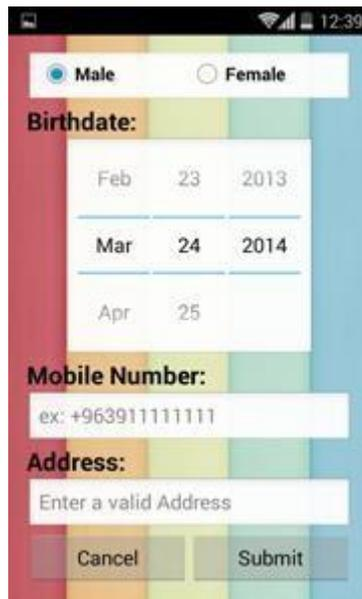 12:39
Male Female
Birthdate:
Feb 23 2013
Mar 24 2014
Apr 25
Mobile Number:
ex: +963911111111
Address:
Enter a valid Address
Cancel Submit